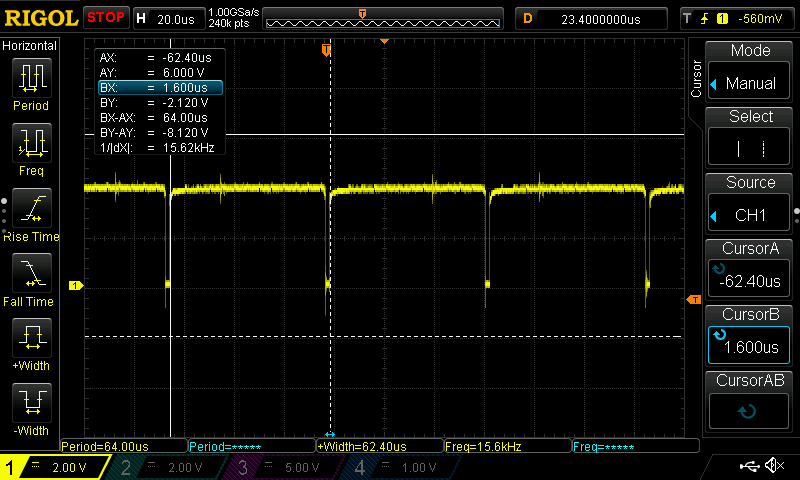 RIGOL STOP H 20.0us 1.00GSa/s 240k pts T D 23.4000000us T 1 -560mV
Horizontal
Period
Freq
Rise Time
Fall Time
+Width
-Width
AX: = -62.40us
AY: = 6.000 V
BX: = 1.600us
BY: = -2.120 V
BX-AX: = 64.00us
BY-AY: = -8.120 V
1/|dX|: = 15.62kHz
T
1
T
Cursor
Mode
Manual
Select
Source
CH1
CursorA
-62.40us
CursorB
1.600us
CursorAB
Period=64.00us Period=***** +Width=62.40us Freq=15.6kHz Freq=*****
1 = 2.00 V 2 = 2.00 V 3 = 5.00 V 4 = 1.00 V